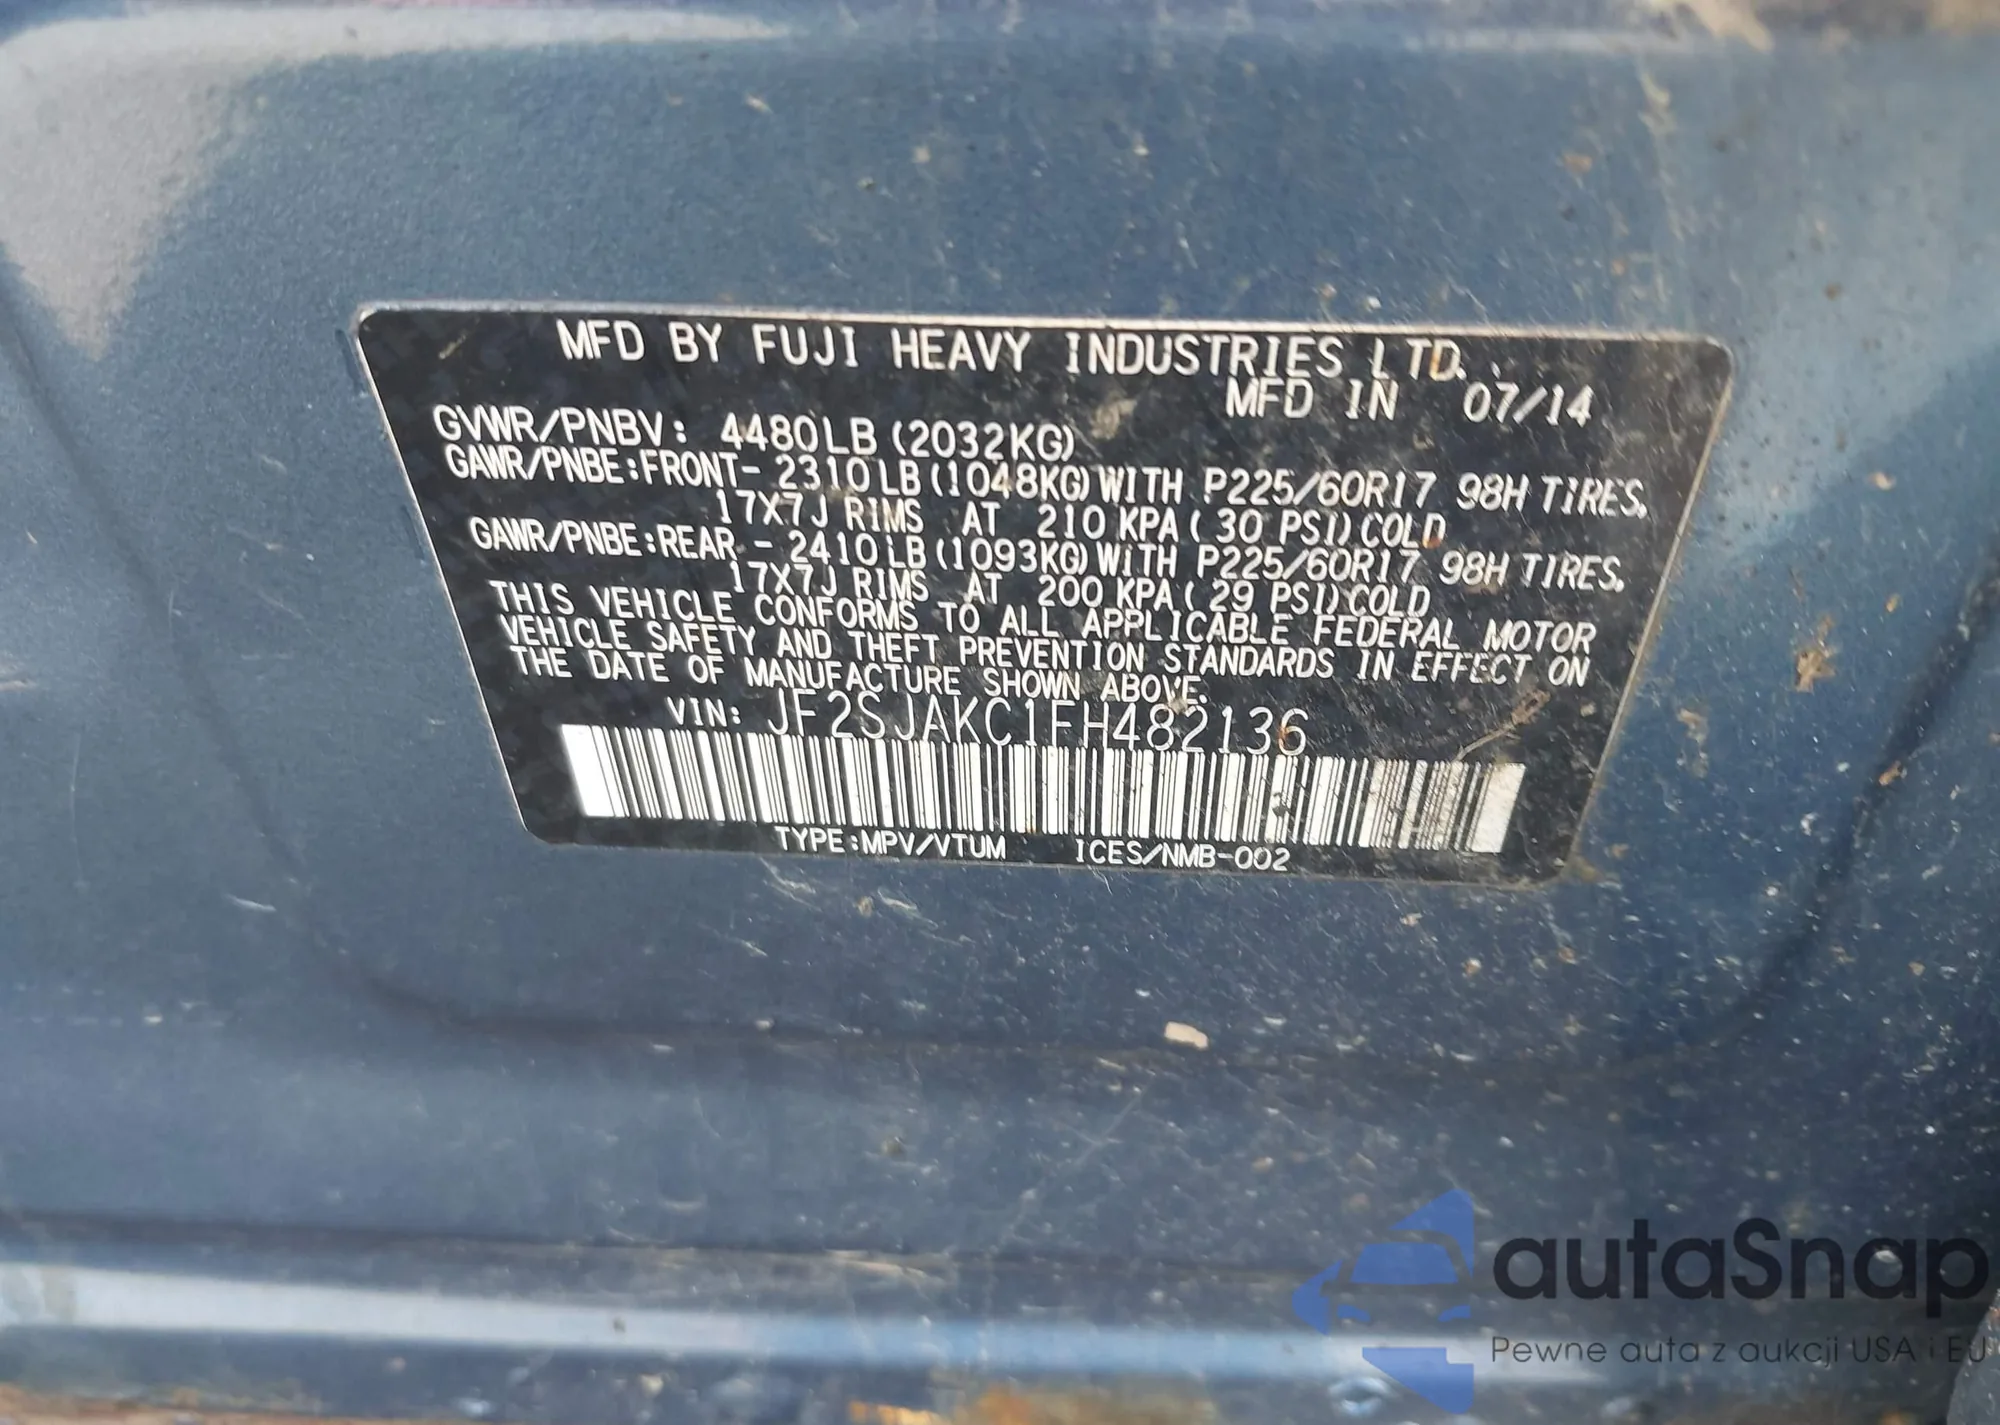 MFD BY FUJI HEAVY INDUSTRIES LTD.
MFD IN 07/14
GVWR/PNBV: 4480LB (2032KG)
GAWR/PNBE:FRONT- 2310LB(1048KG)WITH P225/60R17 98H TIRES,
17X7J RIMS AT 210 KPA( 30 PSI)COLD
GAWR/PNBE:REAR - 2410LB(1093KG)WITH P225/60R17 98H TIRES,
17X7J RIMS AT 200 KPA( 29 PSI)COLD
THIS VEHICLE CONFORMS TO ALL APPLICABLE FEDERAL MOTOR
VEHICLE SAFETY AND THEFT PREVENTION STANDARDS IN EFFECT ON
THE DATE OF MANUFACTURE SHOWN ABOVE.
VIN: JF2SJAKC1FH482136
TYPE:MPV/VTUM ICES/NMB-002
autaSnap
Pewne auta z aukcji USA i EU